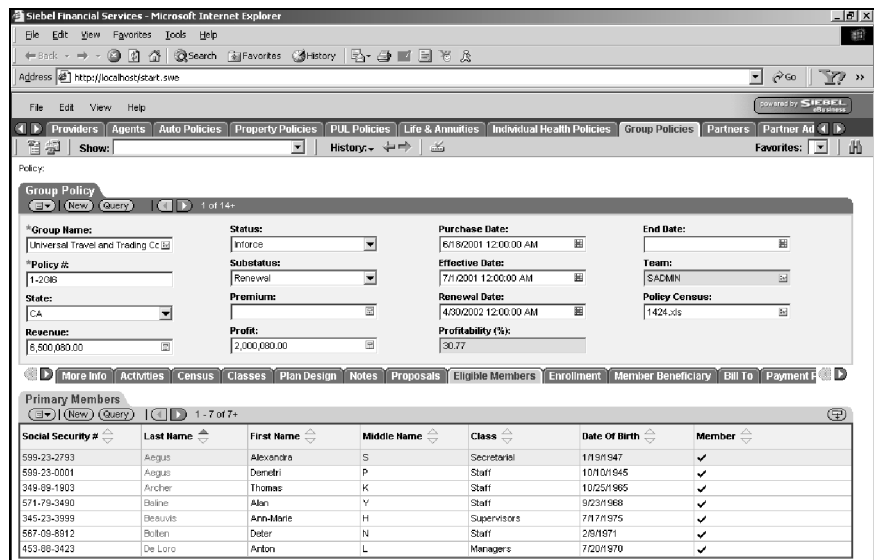 Siebel Financial Services - Microsoft Internet Explorer
File Edit View Favorites Tools Help
Back Search Favorites History
Address http://localhost/start.swe Go
File Edit View Help powered by SIEBEL eBusiness
Providers Agents Auto Policies Property Policies PUL Policies Life & Annuities Individual Health Policies Group Policies Partners Partner Ad
Show: History: Favorites:
Policy:
Group Policy
New Query 1 of 14+
*Group Name: Status: Purchase Date: End Date:
Universal Travel and Trading Cc Inforce 6/18/2001 12:00:00 AM
*Policy #: Substatus: Effective Date: Team:
1-20I6 Renewal 7/1/2001 12:00:00 AM SADMIN
State: Premium: Renewal Date: Policy Census:
CA 4/30/2002 12:00:00 AM 1424.xls
Revenue: Profit: Profitability (%):
6,500,080.00 2,000,080.00 30.77
More Info Activities Census Classes Plan Design Notes Proposals Eligible Members Enrollment Member Beneficiary Bill To Payment
Primary Members
New Query 1 - 7 of 7+
Social Security # Last Name First Name Middle Name Class Date Of Birth Member
599-23-2793 Aegus Alexandra S Secretarial 1/19/1947 ✓
599-23-0001 Aegus Demetri P Staff 10/10/1945 ✓
349-89-1903 Archer Thomas K Staff 10/25/1965 ✓
571-79-3490 Baline Alan Y Staff 9/23/1968 ✓
345-23-3999 Beauvis Ann-Marie H Supervisors 7/17/1975 ✓
567-09-8912 Bolten Deter N Staff 2/9/1971 ✓
453-88-3423 De Loro Anton L Managers 7/20/1970 ✓